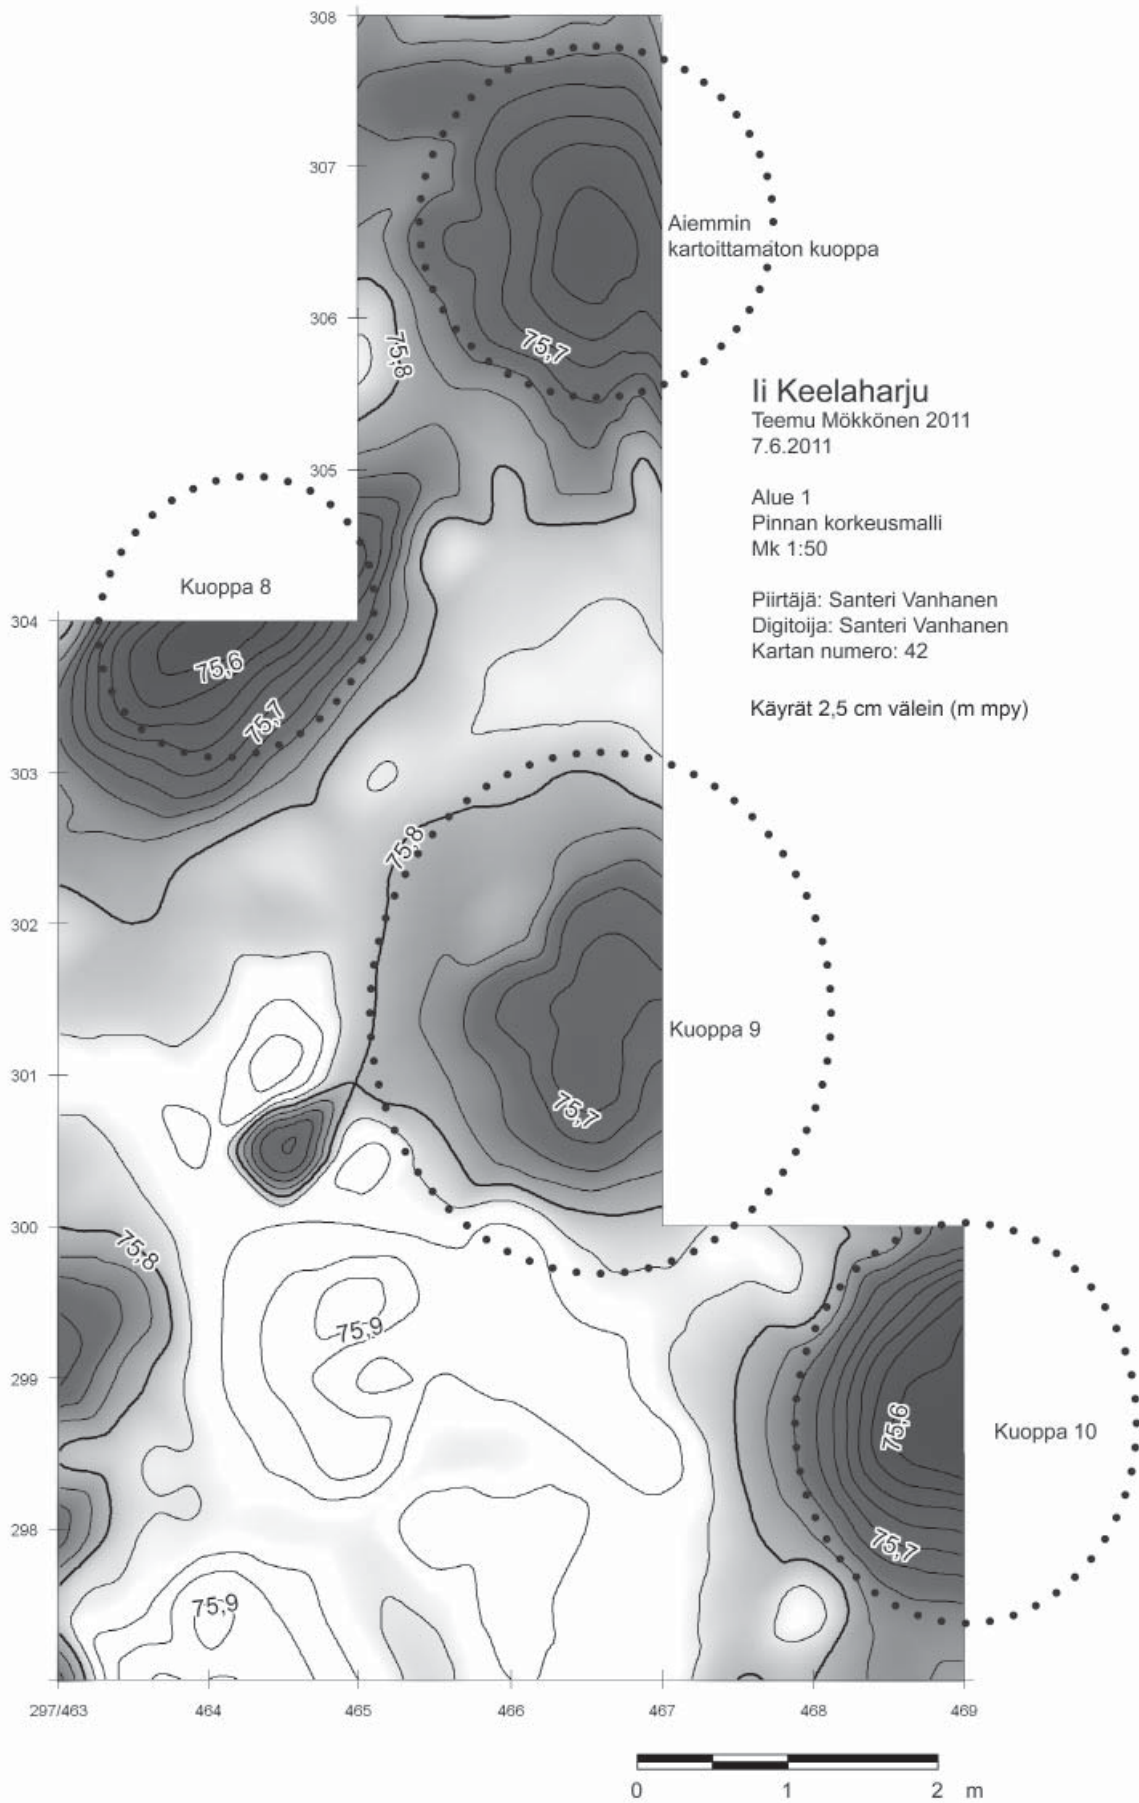 308
307
Aiemmin
kartoittamaton kuoppa
306
75,7
75,8
Ii Keelaharju
Teemu Mökkönen 2011
7.6.2011
305
Alue 1
Pinnan korkeusmalli
Mk 1:50
Kuoppa 8
304
Piirtäjä: Santeri Vanhanen
Digitoija: Santeri Vanhanen
Kartan numero: 42
75,6
75,7
Käyrät 2,5 cm välein (m mpy)
303
75,8
302
Kuoppa 9
301
75,7
300
75,8
75,9
299
75,6
Kuoppa 10
298
75,7
75,9
297/463
464
465
466
467
468
469
0 1 2 m